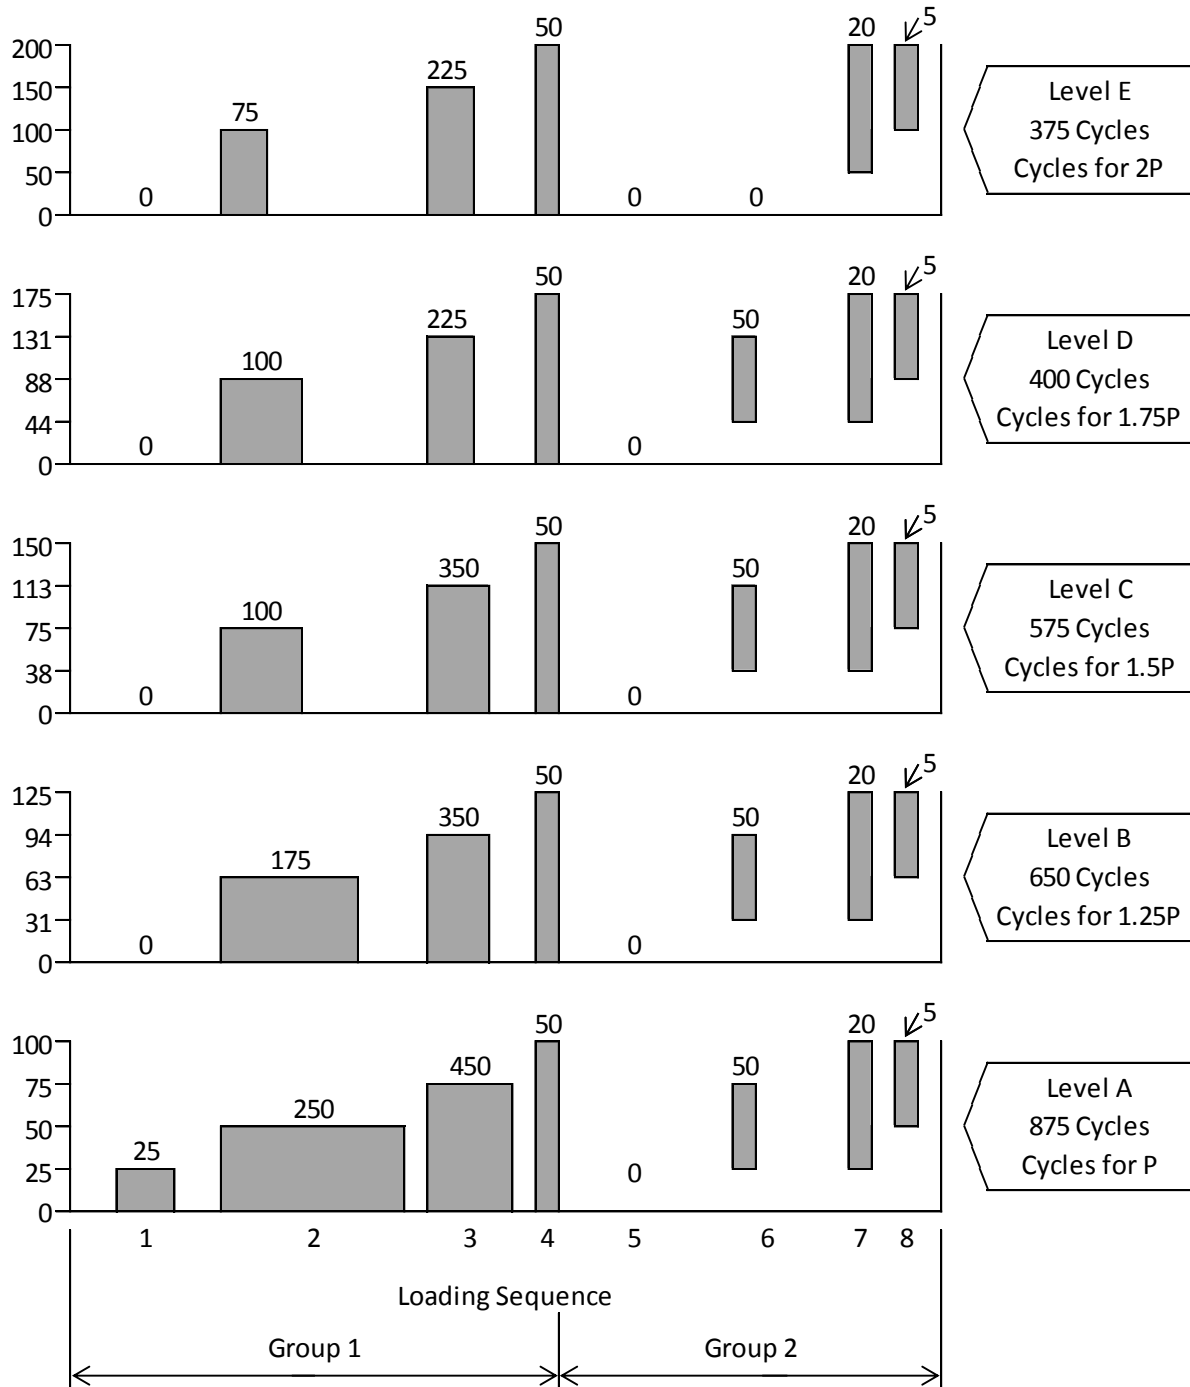 50 20 5
200 225
150 75
100
50 0 0 0
0
Level E
375 Cycles
Cycles for 2P
50 20 5
175 225 50
131 100
88
44 0 0
0
Level D
400 Cycles
Cycles for 1.75P
50 20 5
150 350 50
113 100
75
38 0 0
0
Level C
575 Cycles
Cycles for 1.5P
50 20 5
125 350 50
94 175
63
31 0 0
0
Level B
650 Cycles
Cycles for 1.25P
50 20 5
100 450 50
75 250
50 25
25 0
0
Level A
875 Cycles
Cycles for P
1 2 3 4 5 6 7 8
Loading Sequence
Group 1 Group 2